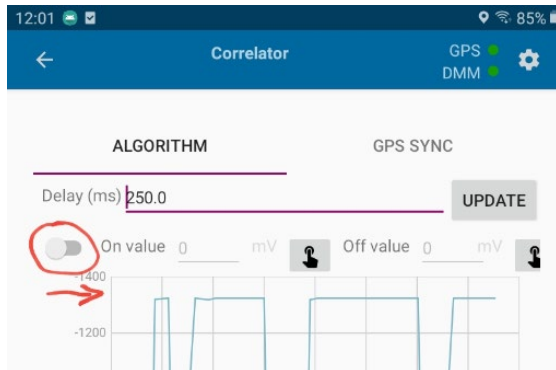 12:01 85%
Correlator
GPS
DMM
ALGORITHM GPS SYNC
Delay (ms) 250.0 UPDATE
On value 0 mV Off value 0 mV
-1400
-1200